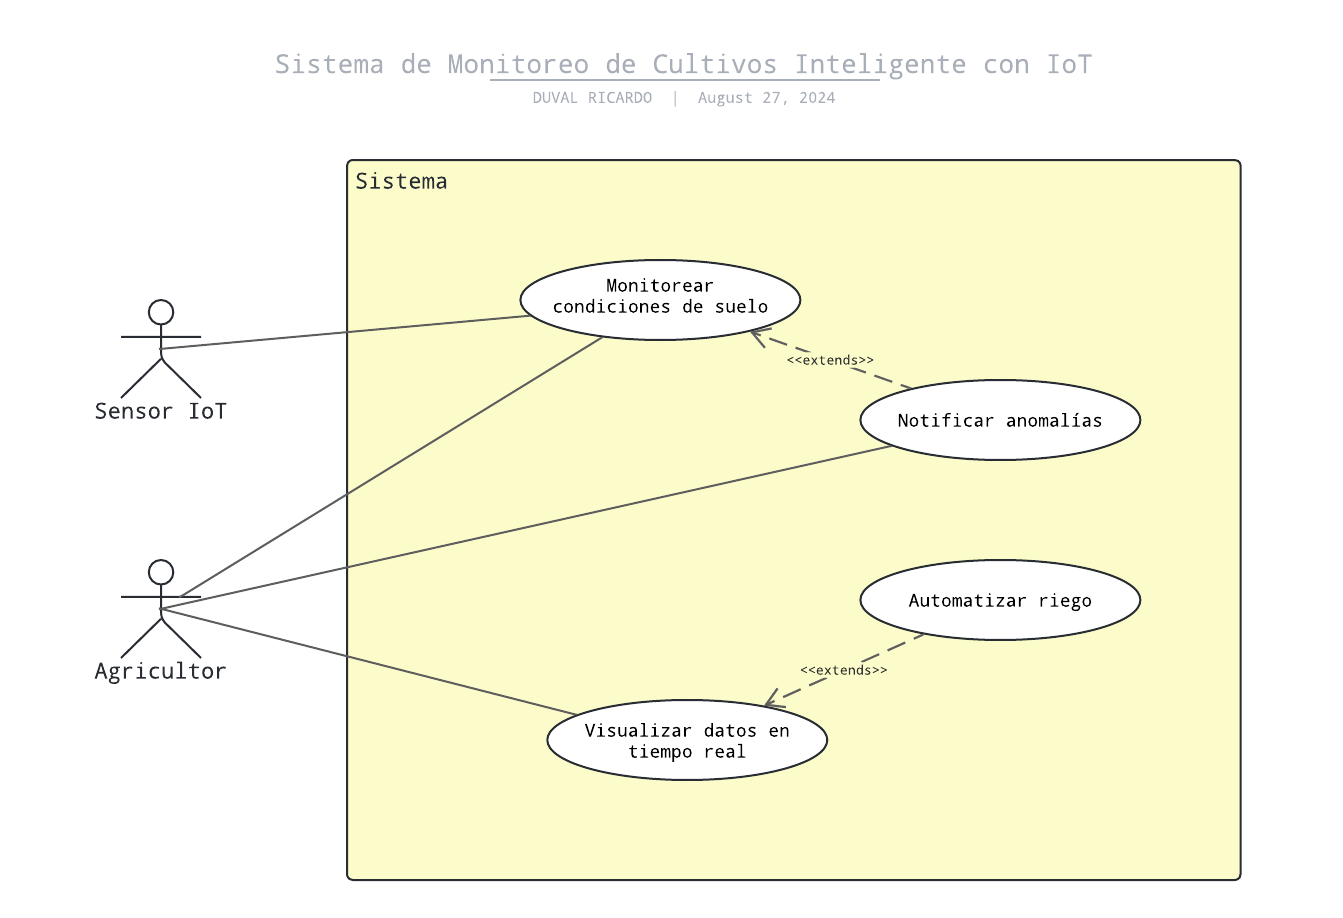 Sistema de Monitoreo de Cultivos Inteligente con IoT
DUVAL RICARDO | August 27, 2024
Sistema
Monitorear
condiciones de suelo
<<extends>>
Sensor IoT
Notificar anomalías
Automatizar riego
Agricultor
<<extends>>
Visualizar datos en
tiempo real